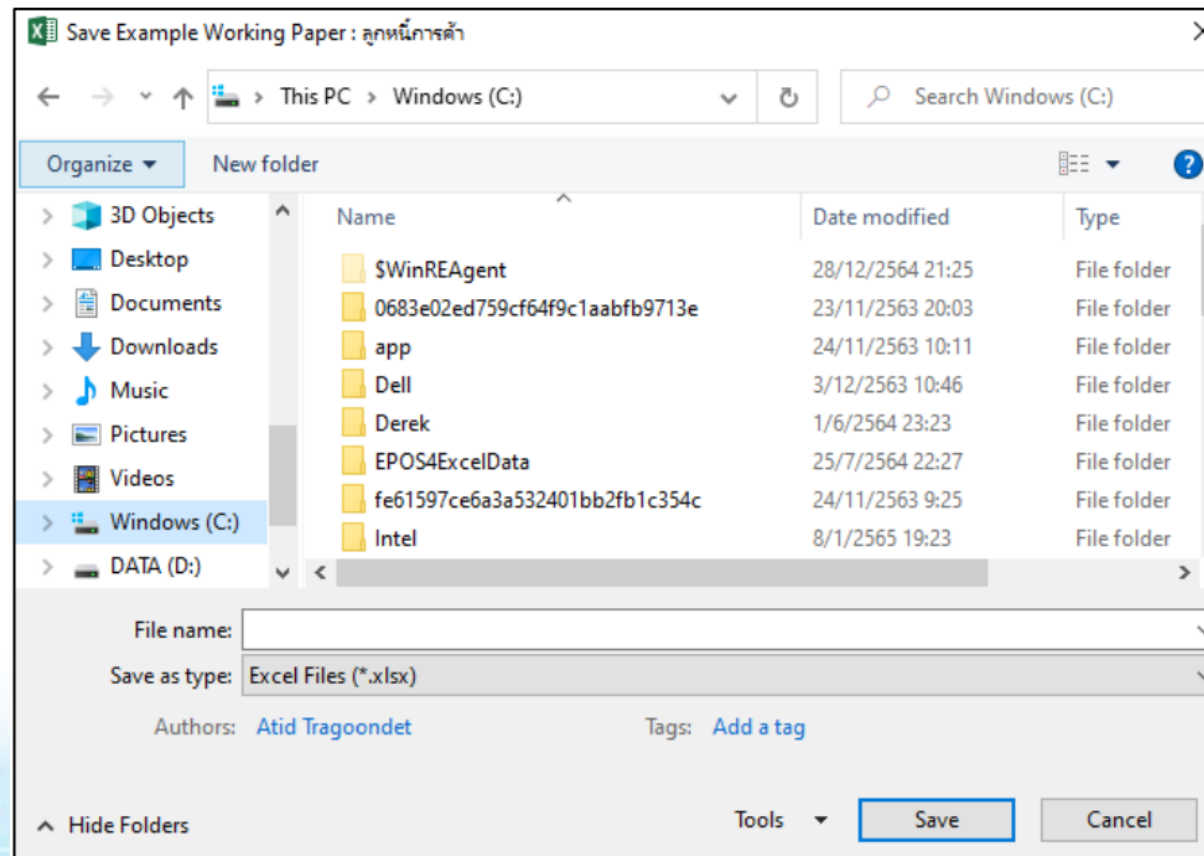 Save Example Working Paper : ลูกหนี้การค้า
This PC > Windows (C:)
Search Windows (C:)
Organize
New folder
Name Date modified Type
3D Objects
Desktop
Documents
Downloads
Music
Pictures
Videos
Windows (C:)
DATA (D:)
$WinREAgent 28/12/2564 21:25 File folder
0683e02ed759cf64f9c1aabfb9713e 23/11/2563 20:03 File folder
app 24/11/2563 10:11 File folder
Dell 3/12/2563 10:46 File folder
Derek 1/6/2564 23:23 File folder
EPOS4ExcelData 25/7/2564 22:27 File folder
fe61597ce6a3a532401bb2fb1c354c 24/11/2563 9:25 File folder
Intel 8/1/2565 19:23 File folder
File name:
Save as type: Excel Files (*.xlsx)
Authors: Atid Tragoondet Tags: Add a tag
Hide Folders
Tools
Save
Cancel